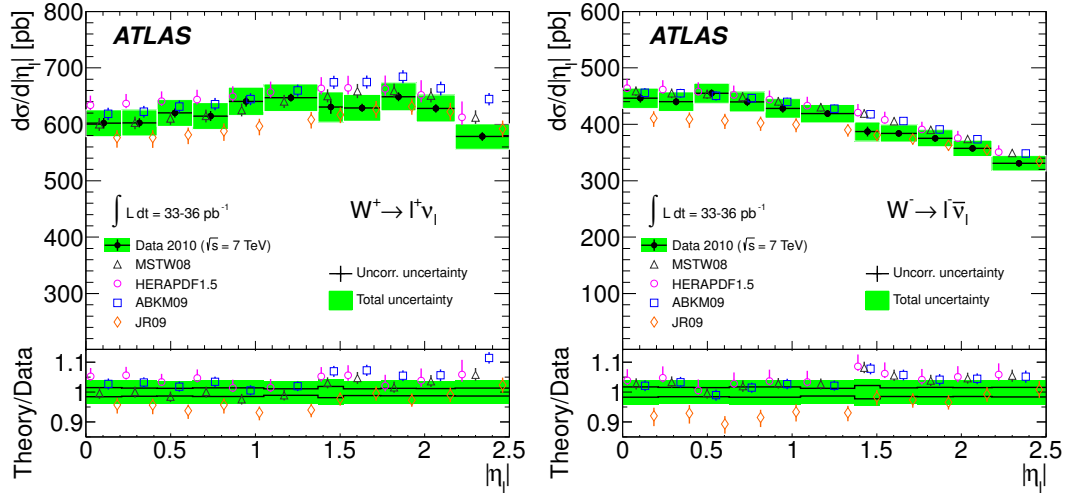 dσ/d|η_l| [pb]
800
700
600
500
400
300
ATLAS
∫ L dt = 33-36 pb⁻¹
W⁺ → l⁺ν_l
Data 2010 (√s = 7 TeV)
MSTW08
HERAPDF1.5
ABKM09
JR09
Uncorr. uncertainty
Total uncertainty
Theory/Data
1.1
1
0.9
0 0.5 1 1.5 2 2.5
|η_l|
dσ/d|η_l| [pb]
600
500
400
300
200
100
ATLAS
∫ L dt = 33-36 pb⁻¹
W⁻ → l⁻ν̄_l
Data 2010 (√s = 7 TeV)
MSTW08
HERAPDF1.5
ABKM09
JR09
Uncorr. uncertainty
Total uncertainty
Theory/Data
1.1
1
0.9
0 0.5 1 1.5 2 2.5
|η_l|